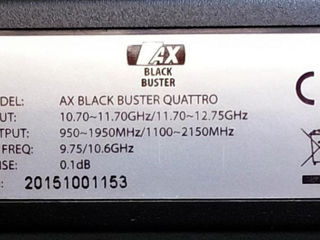 AX
BLACK
BUSTER
DEL: AX BLACK BUSTER QUATTRO
UT: 10.70~11.70GHz/11.70~12.75GHz
TPUT: 950~1950MHz/1100~2150MHz
FREQ: 9.75/10.6GHz
ISE: 0.1dB
: 20151001153